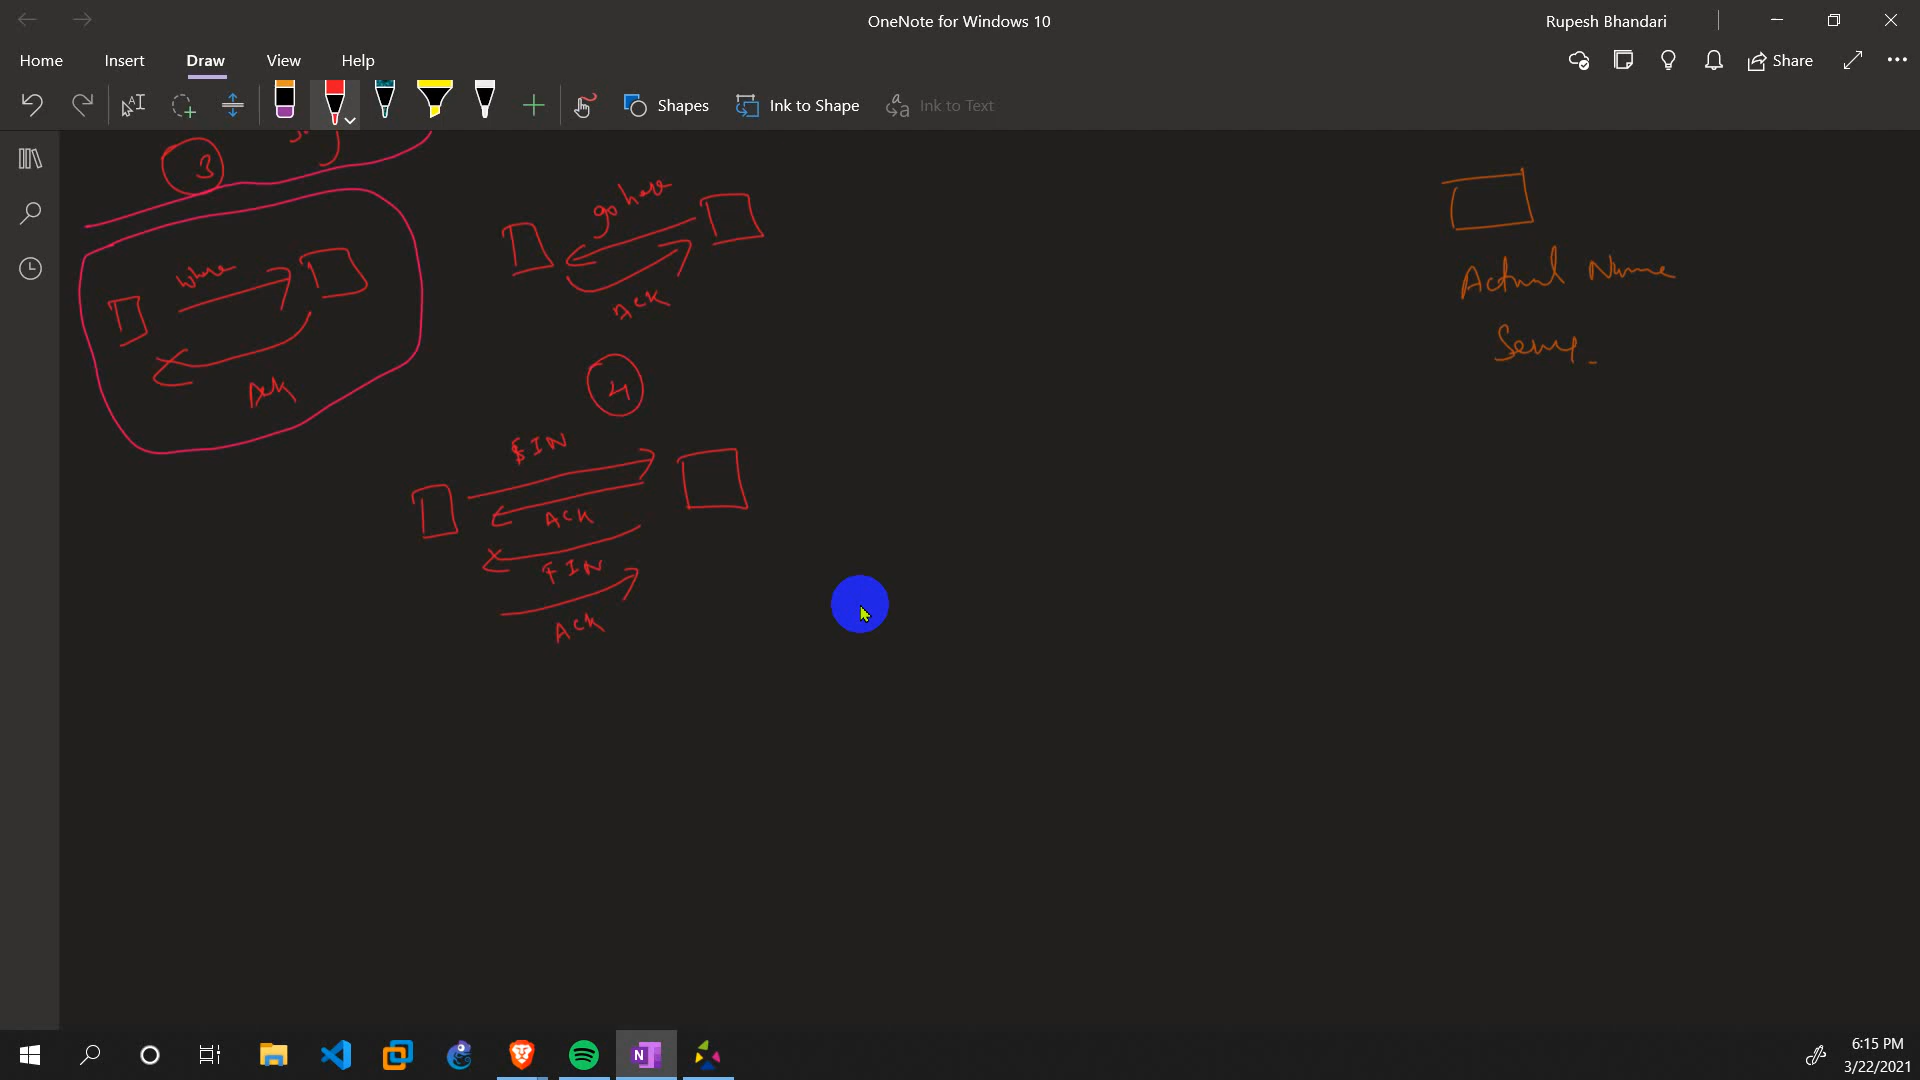 OneNote for Windows 10
Rupesh Bhandari
Home Insert Draw View Help
Share
Shapes Ink to Shape Ink to Text
3
where
Ack
go here
ACK
4
FIN
ACK
FIN
ACK
Actual Name
N
6:15 PM
3/22/2021